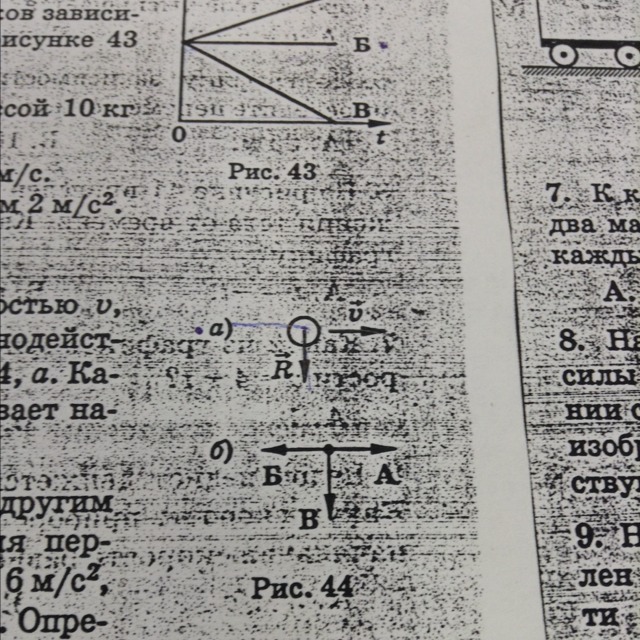 ков зависи-
исунке 43
ссой 10 кг
м/с.
м 2 м/с².
остью υ,
нодейст-
4, а. Ка-
вает на-
другим
ия пер-
6 м/с²,
. Опре-
Б
В
0
t
Рис. 43
а)
υ⃗
R⃗
б)
Б
А
В
Рис. 44
7. К к
два ма
кажды
А.
8. На
силы
нии с
изобр
ству
9. Н
лен
ти